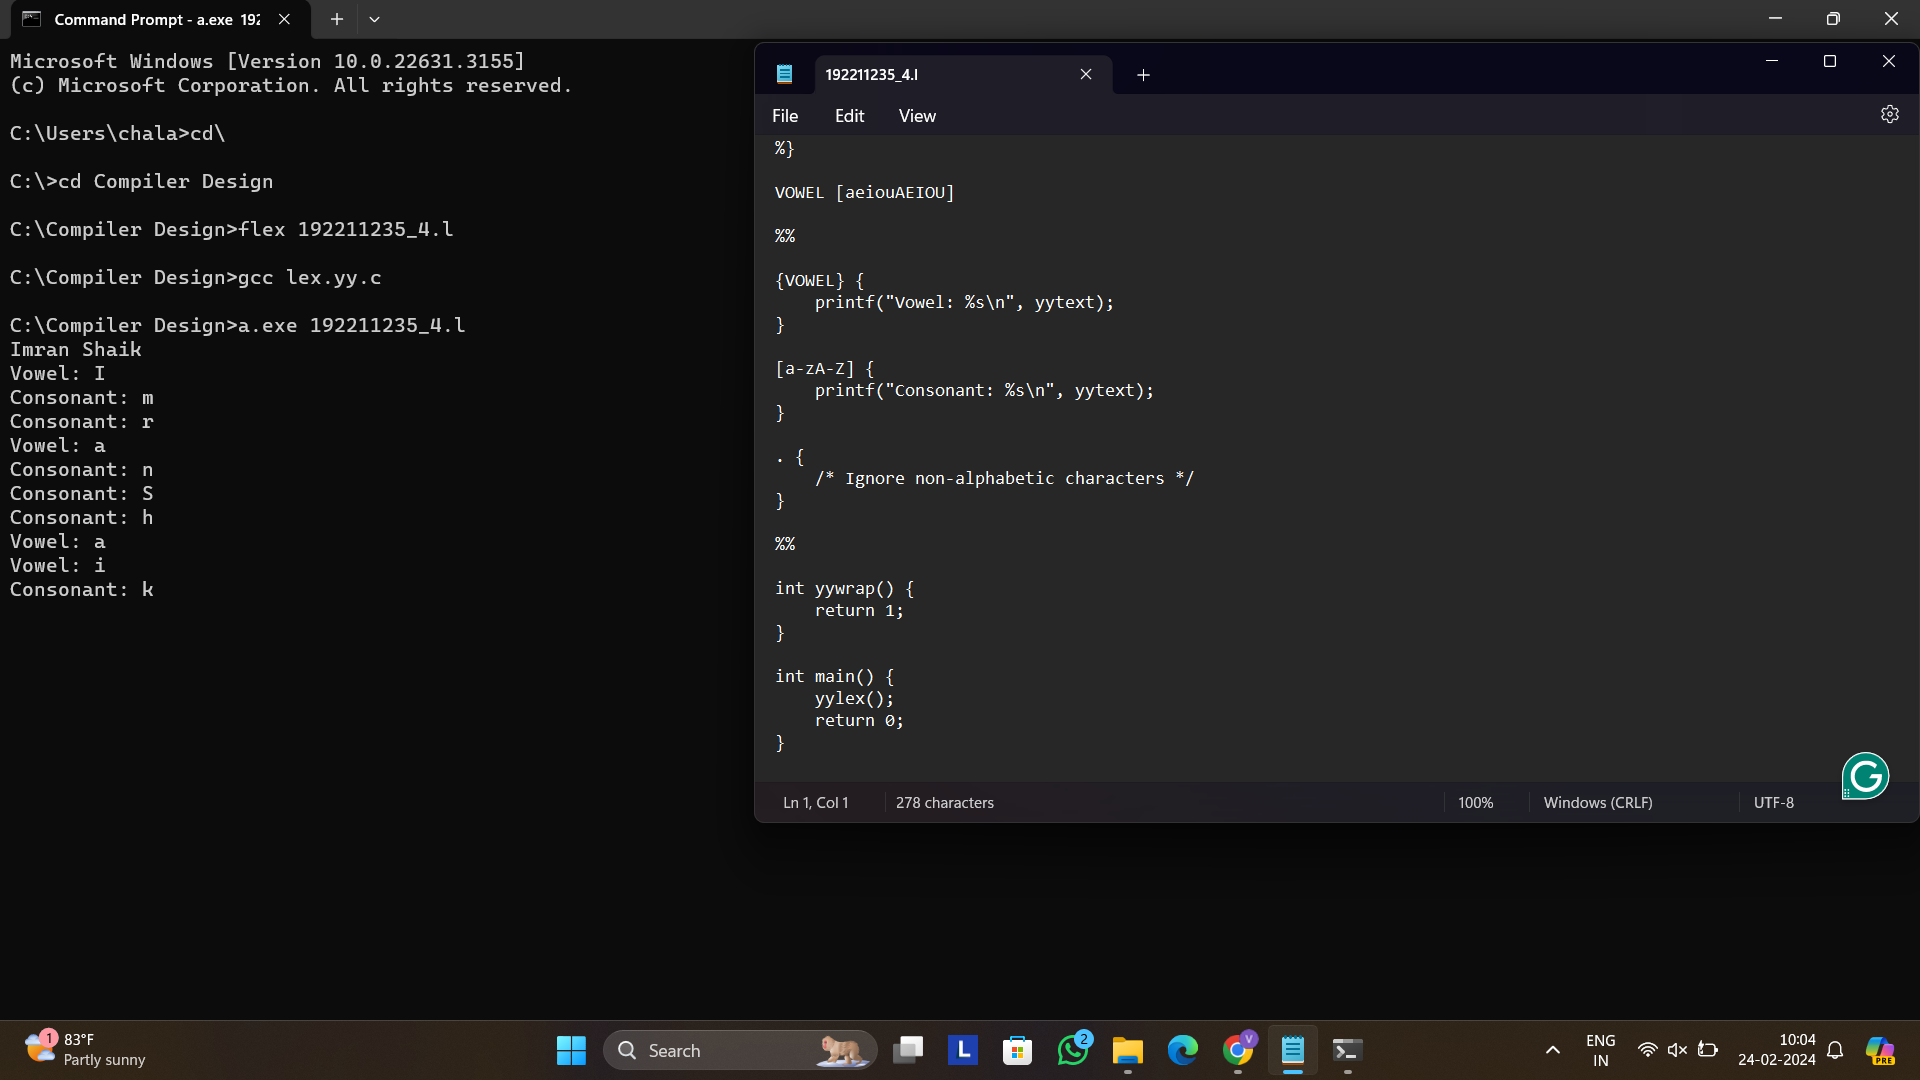 Command Prompt - a.exe 192
Microsoft Windows [Version 10.0.22631.3155]
(c) Microsoft Corporation. All rights reserved.
C:\Users\chala>cd\
C:\>cd Compiler Design
C:\Compiler Design>flex 192211235_4.l
C:\Compiler Design>gcc lex.yy.c
C:\Compiler Design>a.exe 192211235_4.l
Imran Shaik
Vowel: I
Consonant: m
Consonant: r
Vowel: a
Consonant: n
Consonant: S
Consonant: h
Vowel: a
Vowel: i
Consonant: k
192211235_4.l
File Edit View
%}
VOWEL [aeiouAEIOU]
%%
{VOWEL} {
    printf("Vowel: %s\n", yytext);
}
[a-zA-Z] {
    printf("Consonant: %s\n", yytext);
}
. {
    /* Ignore non-alphabetic characters */
}
%%
int yywrap() {
    return 1;
}
int main() {
    yylex();
    return 0;
}
Ln 1, Col 1 278 characters 100% Windows (CRLF) UTF-8
G
1
83°F
Partly sunny
Search
L
2
V
ENG
IN
10:04
24-02-2024
PRE